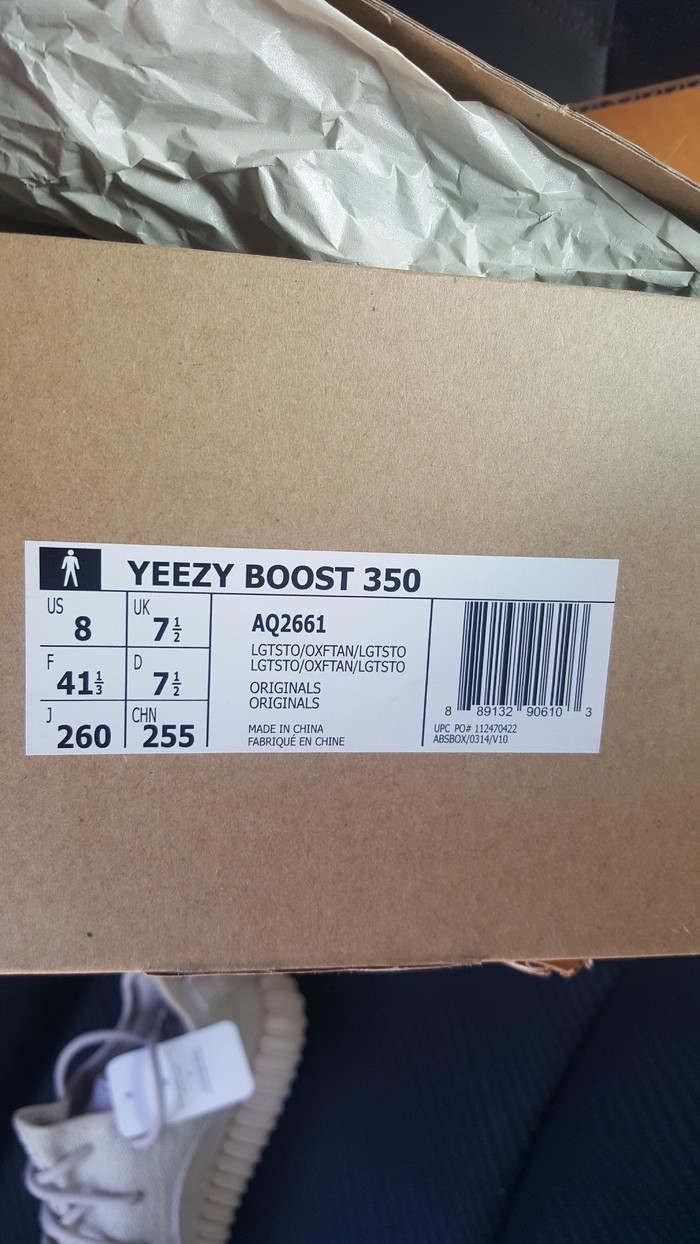 YEEZY BOOST 350
US 8
UK 7½
F 41⅓
D 7½
J 260
CHN 255
AQ2661
LGTSTO/OXFTAN/LGTSTO
LGTSTO/OXFTAN/LGTSTO
ORIGINALS
ORIGINALS
MADE IN CHINA
FABRIQUÉ EN CHINE
8 89132 90610 3
UPC PO# 112470422
ABSBOX/0314/V10